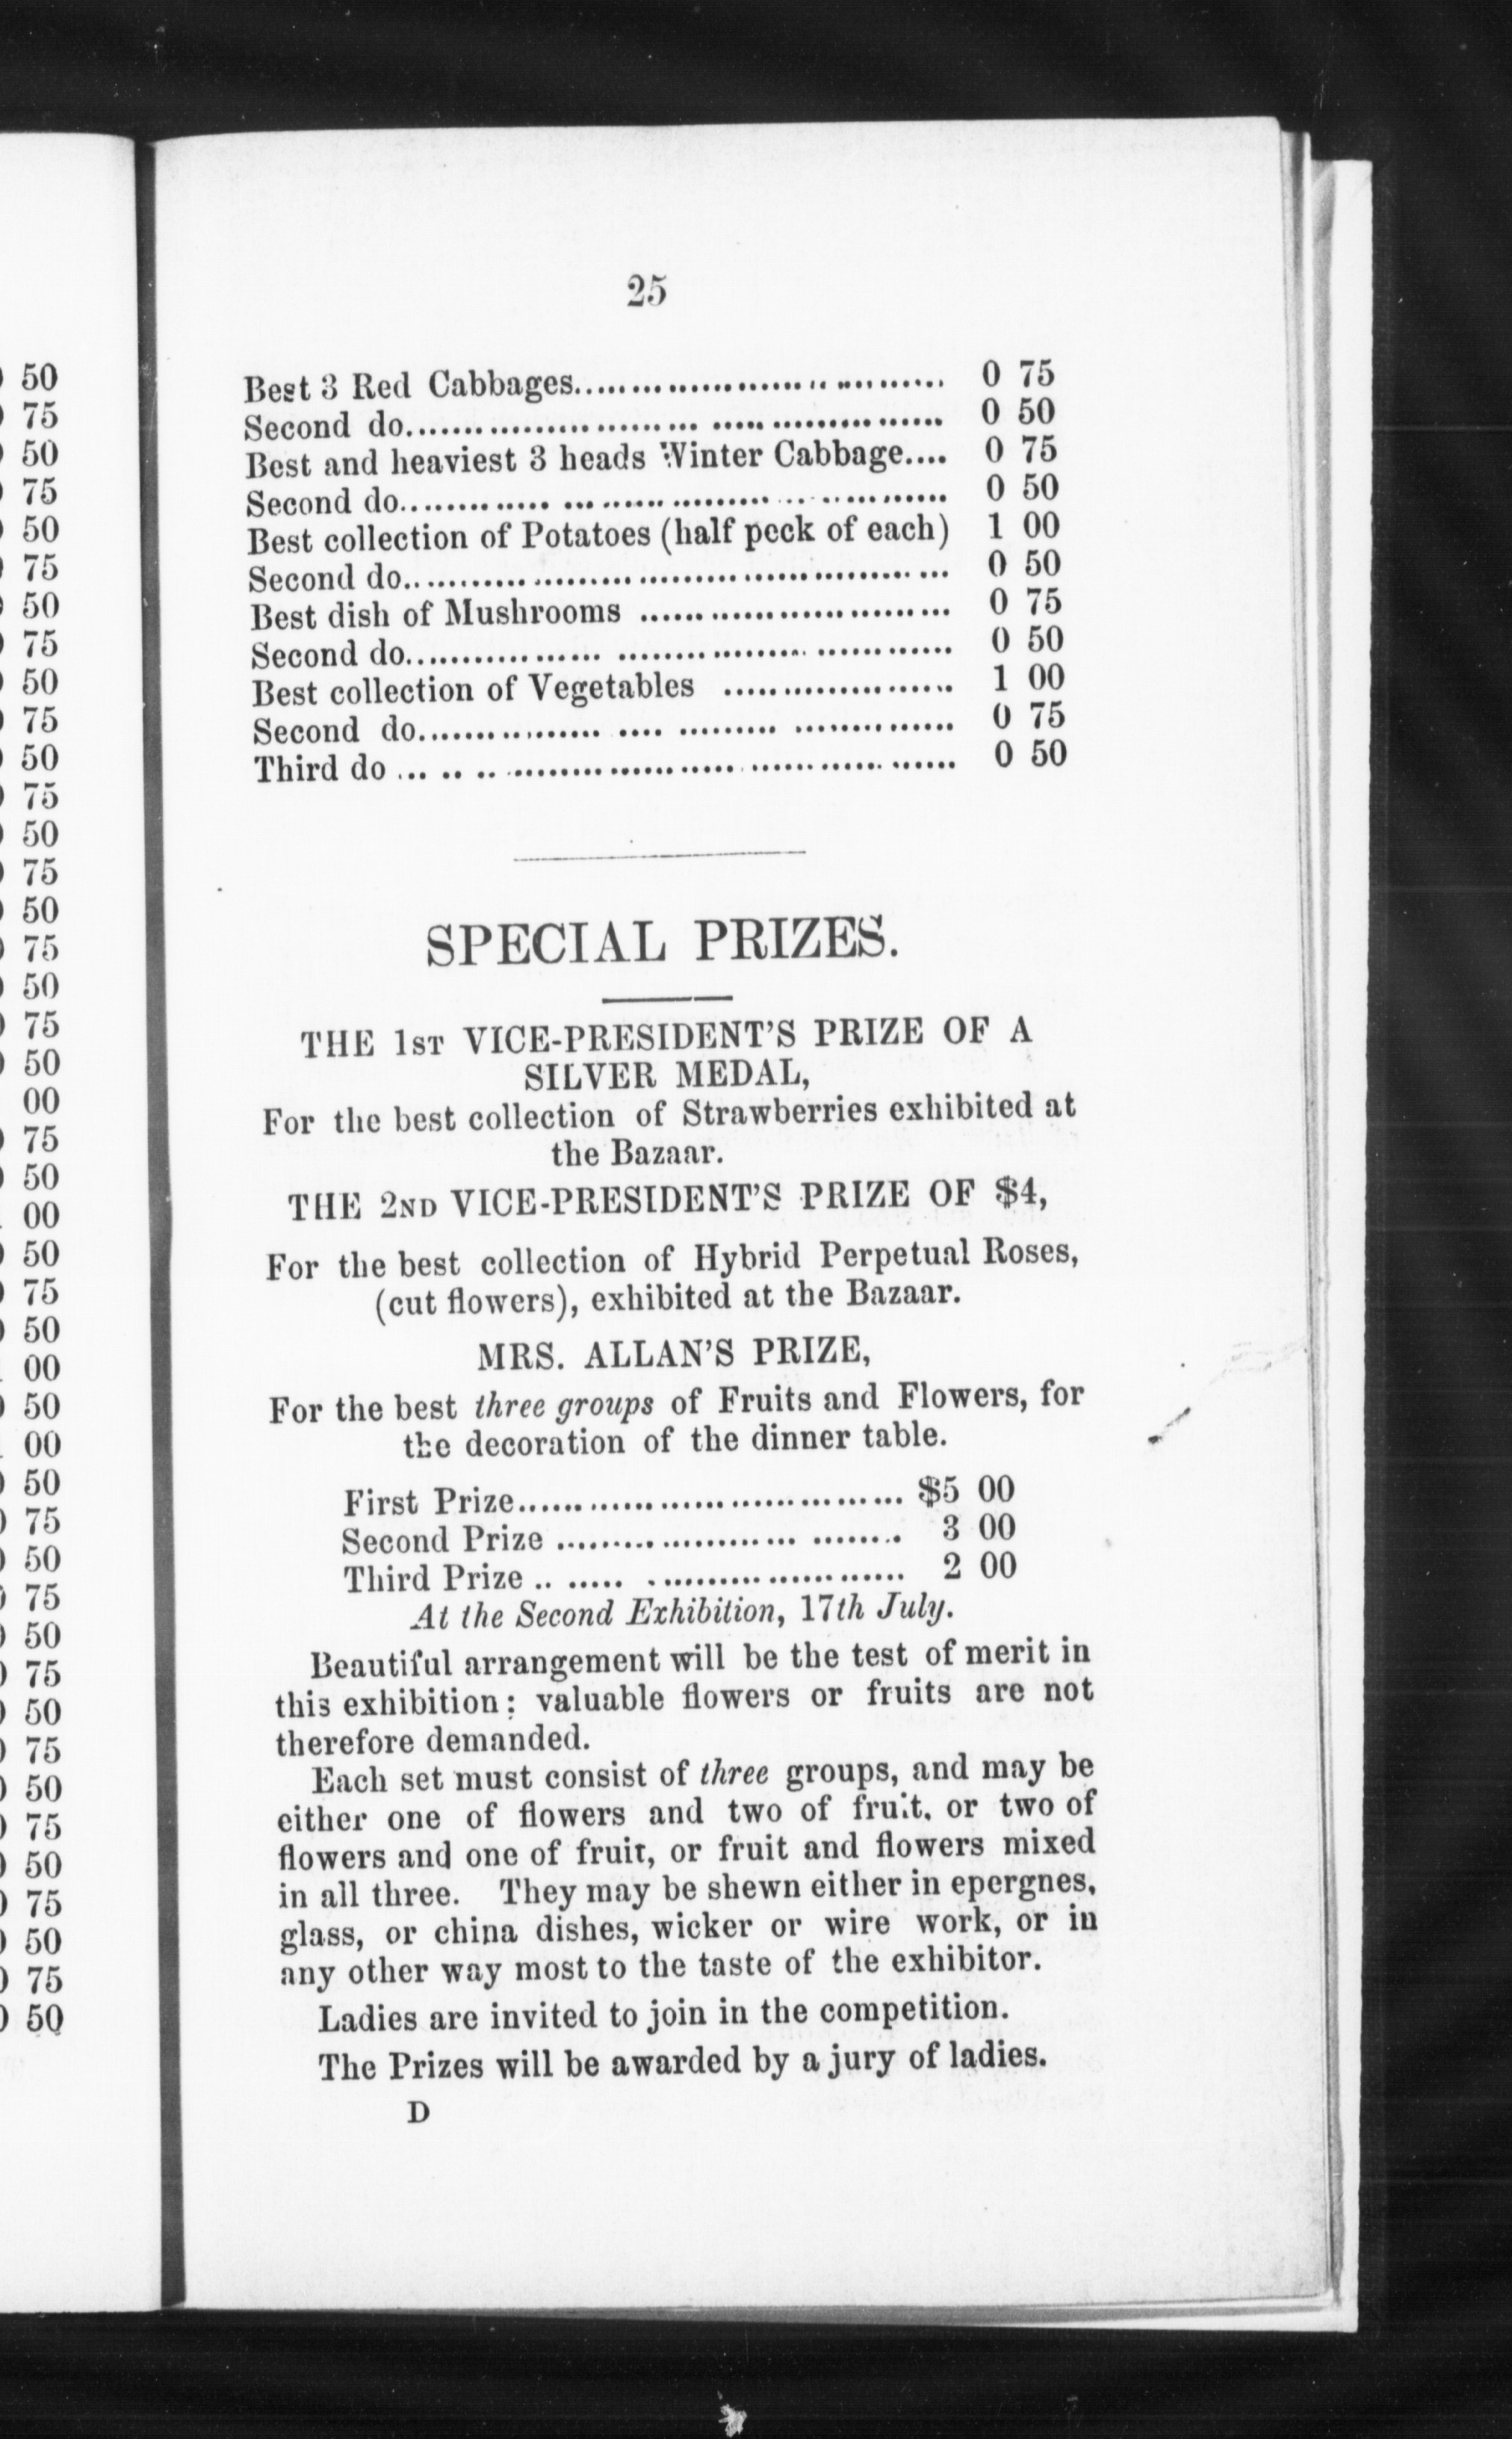 25
Best 3 Red Cabbages.................................... 0 75
Second do.................................................. 0 50
Best and heaviest 3 heads Winter Cabbage.... 0 75
Second do.................................................. 0 50
Best collection of Potatoes (half peck of each) 1 00
Second do.................................................. 0 50
Best dish of Mushrooms .............................. 0 75
Second do.................................................. 0 50
Best collection of Vegetables ...................... 1 00
Second do.................................................. 0 75
Third do .................................................. 0 50
SPECIAL PRIZES.
THE 1ST VICE-PRESIDENT'S PRIZE OF A
SILVER MEDAL,
For the best collection of Strawberries exhibited at
the Bazaar.
THE 2ND VICE-PRESIDENT'S PRIZE OF $4,
For the best collection of Hybrid Perpetual Roses,
(cut flowers), exhibited at the Bazaar.
MRS. ALLAN'S PRIZE,
For the best three groups of Fruits and Flowers, for
the decoration of the dinner table.
First Prize...................................... $5 00
Second Prize .................................. 3 00
Third Prize .................................... 2 00
At the Second Exhibition, 17th July.
Beautiful arrangement will be the test of merit in
this exhibition; valuable flowers or fruits are not
therefore demanded.
Each set must consist of three groups, and may be
either one of flowers and two of fruit, or two of
flowers and one of fruit, or fruit and flowers mixed
in all three. They may be shewn either in epergnes,
glass, or china dishes, wicker or wire work, or in
any other way most to the taste of the exhibitor.
Ladies are invited to join in the competition.
The Prizes will be awarded by a jury of ladies.
D